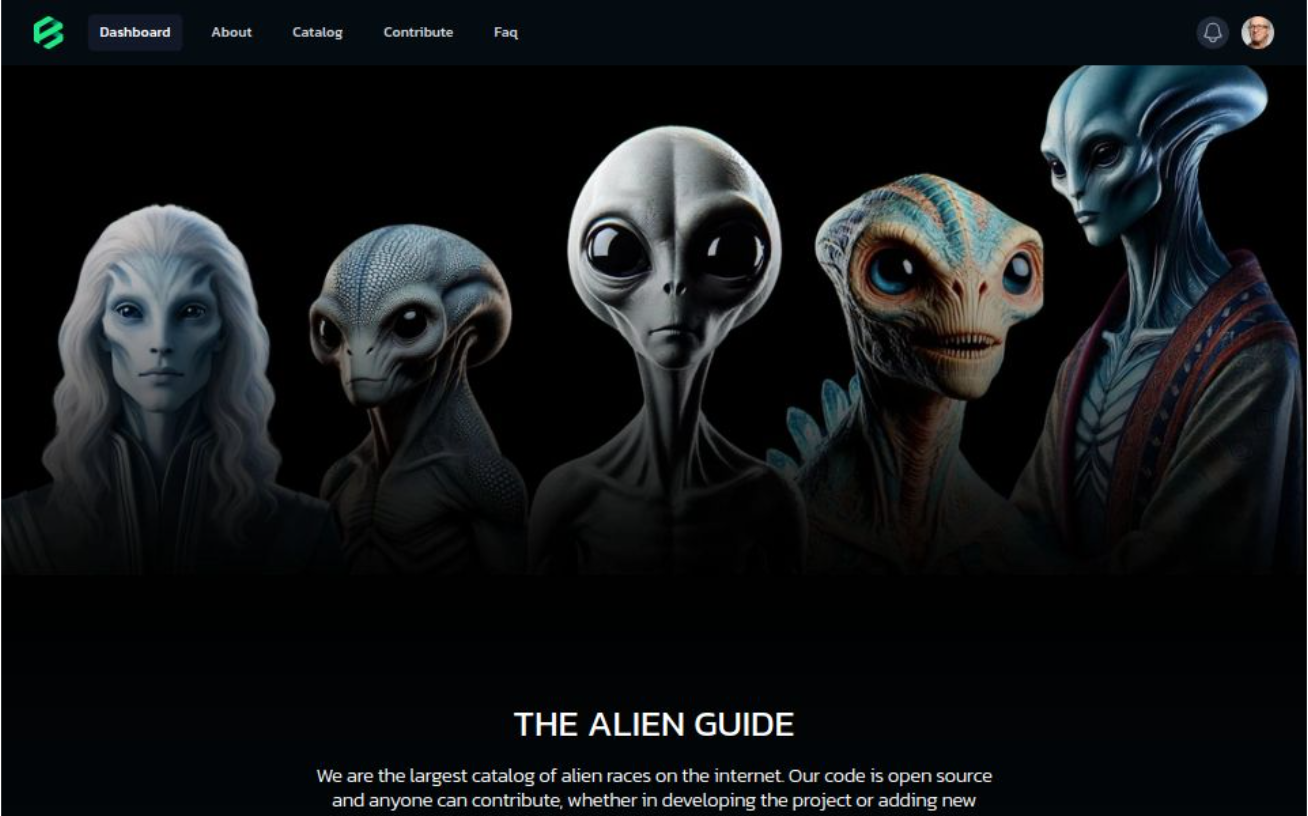 Dashboard About Catalog Contribute Faq
THE ALIEN GUIDE
We are the largest catalog of alien races on the internet. Our code is open source
and anyone can contribute, whether in developing the project or adding new